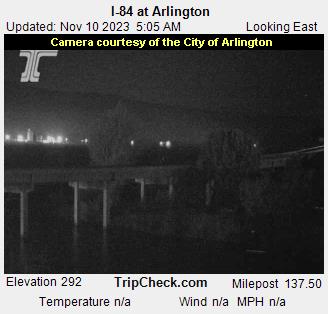 I-84 at Arlington
Updated: Nov 10 2023 5:05 AM Looking East
Camera courtesy of the City of Arlington
Elevation 292 TripCheck.com Milepost 137.50
Temperature n/a Wind n/a MPH n/a